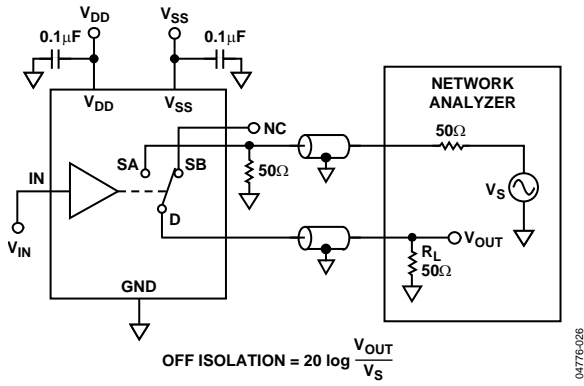 VDD
VSS
0.1µF
0.1µF
VDD
VSS
NETWORK
ANALYZER
NC
50Ω
SA
SB
50Ω
IN
VS
D
VIN
VOUT
RL
50Ω
GND
OFF ISOLATION = 20 log VOUT
VS
04776-026